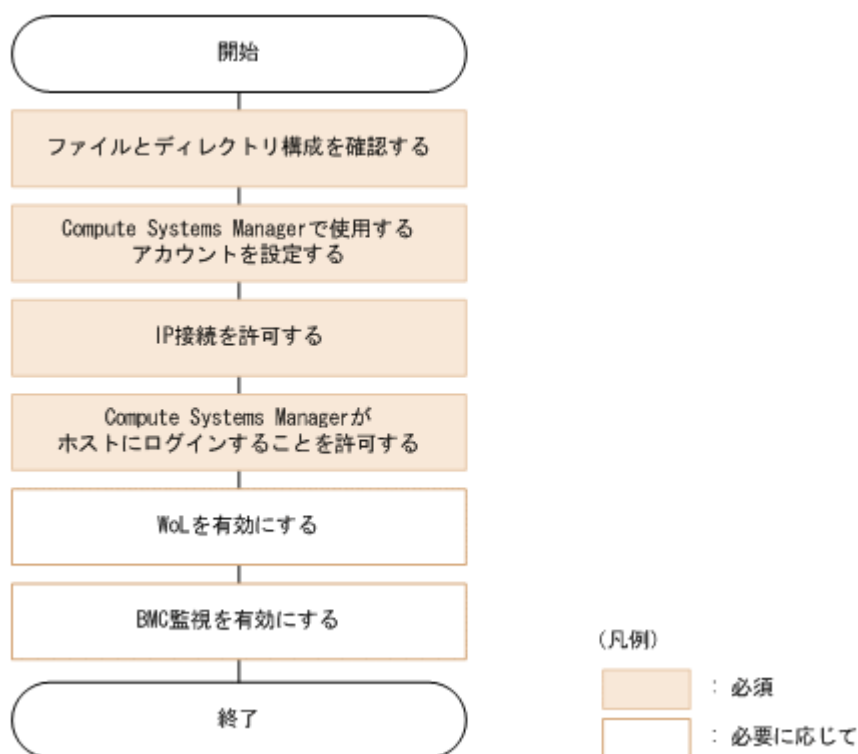 開始
ファイルとディレクトリ構成を確認する
Compute Systems Managerで使用する
アカウントを設定する
IP接続を許可する
Compute Systems Managerが
ホストにログインすることを許可する
WoLを有効にする
BMC監視を有効にする
終了
(凡例)
: 必須
: 必要に応じて